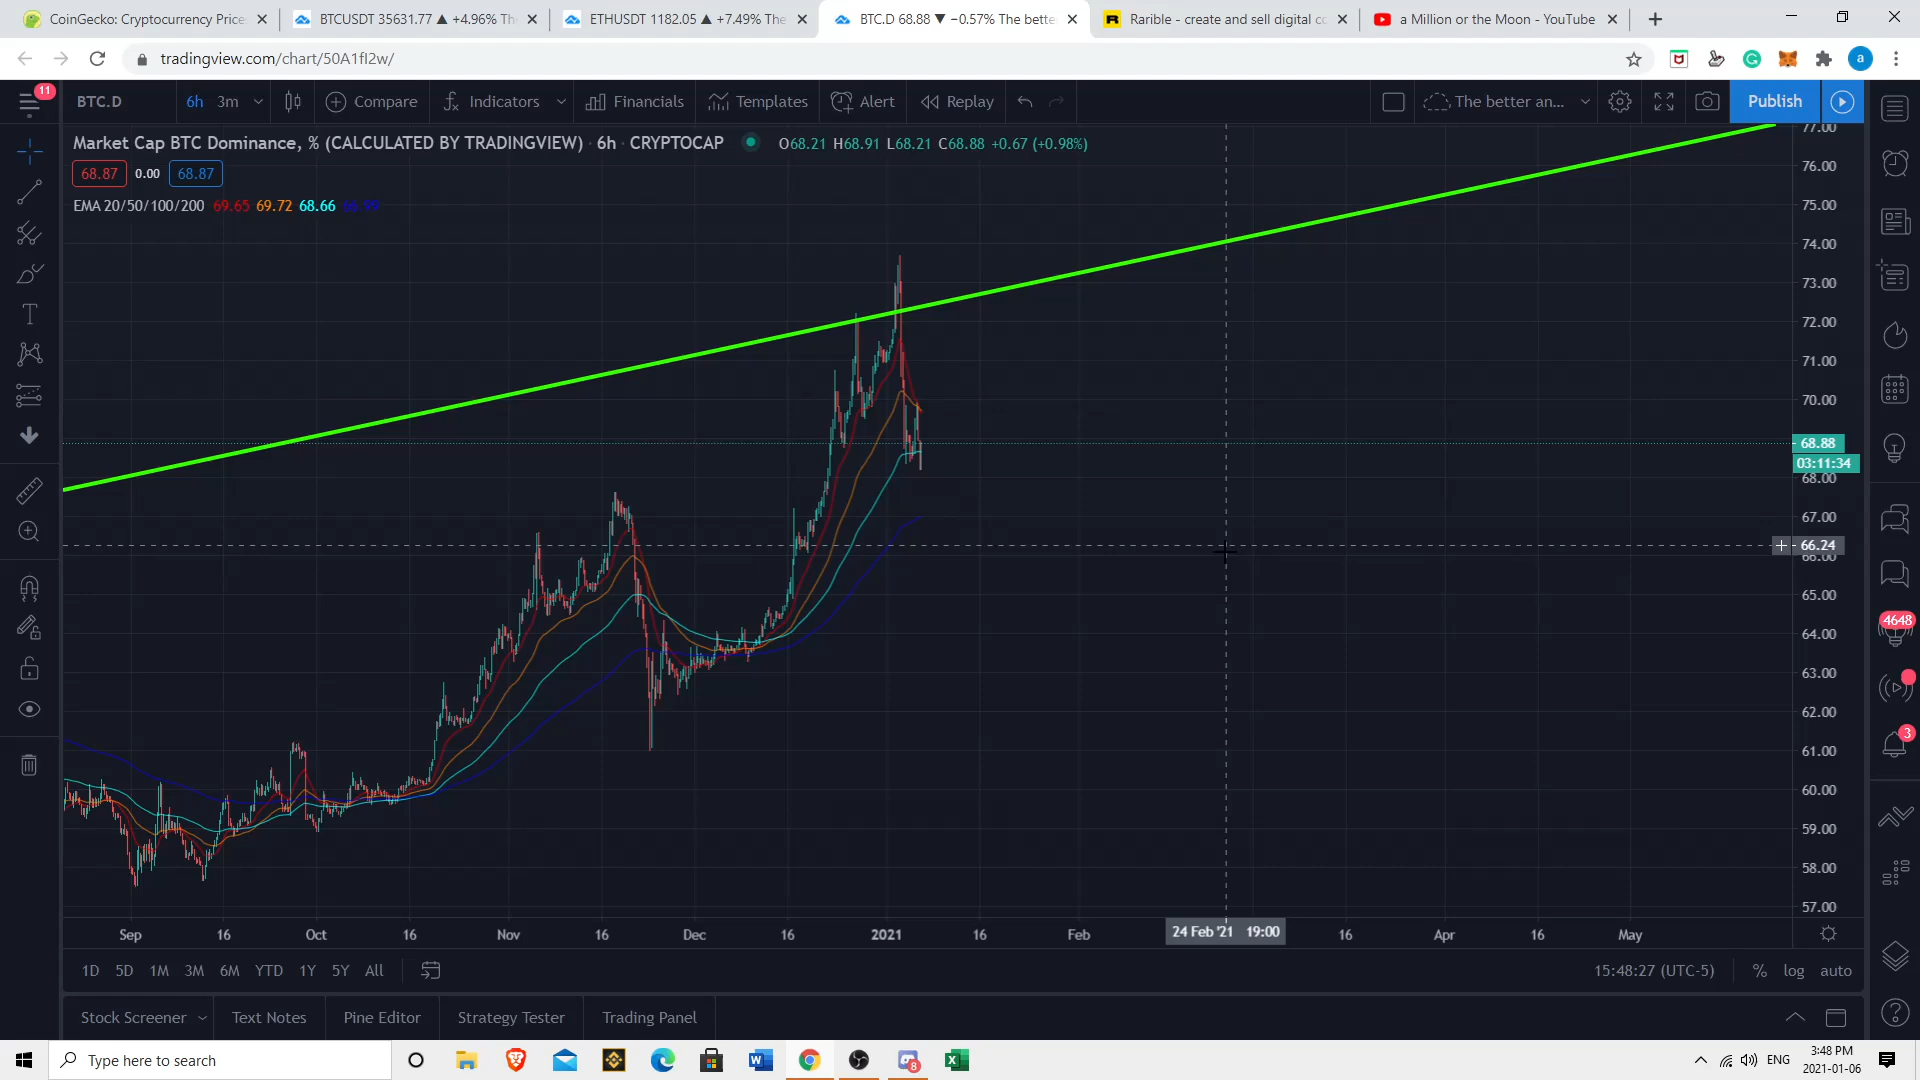 CoinGecko: Cryptocurrency Price
BTCUSDT 35631.77 ▲ +4.96% Th
ETHUSDT 1182.05 ▲ +7.49% The
BTC.D 68.88 ▼ −0.57% The bette
Rarible - create and sell digital co
a Million or the Moon - YouTube
tradingview.com/chart/50A1fI2w/
a
11
BTC.D
6h 3m
Compare
Indicators
Financials
Templates
Alert
Replay
The better an...
Publish
Market Cap BTC Dominance, % (CALCULATED BY TRADINGVIEW) · 6h · CRYPTOCAP
O68.21 H68.91 L68.21 C68.88 +0.67 (+0.98%)
68.87 0.00 68.87
EMA 20/50/100/200 69.65 69.72 68.66 66.99
77.00
76.00
75.00
74.00
73.00
72.00
71.00
70.00
68.88
03:11:34
68.00
67.00
66.24
66.00
65.00
64.00
63.00
62.00
61.00
60.00
59.00
58.00
57.00
4648
3
Sep 16 Oct 16 Nov 16 Dec 16 2021 16 Feb 24 Feb '21 19:00 16 Apr 16 May
1D 5D 1M 3M 6M YTD 1Y 5Y All
15:48:27 (UTC-5) % log auto
Stock Screener
Text Notes
Pine Editor
Strategy Tester
Trading Panel
Type here to search
8
ENG
3:48 PM
2021-01-06